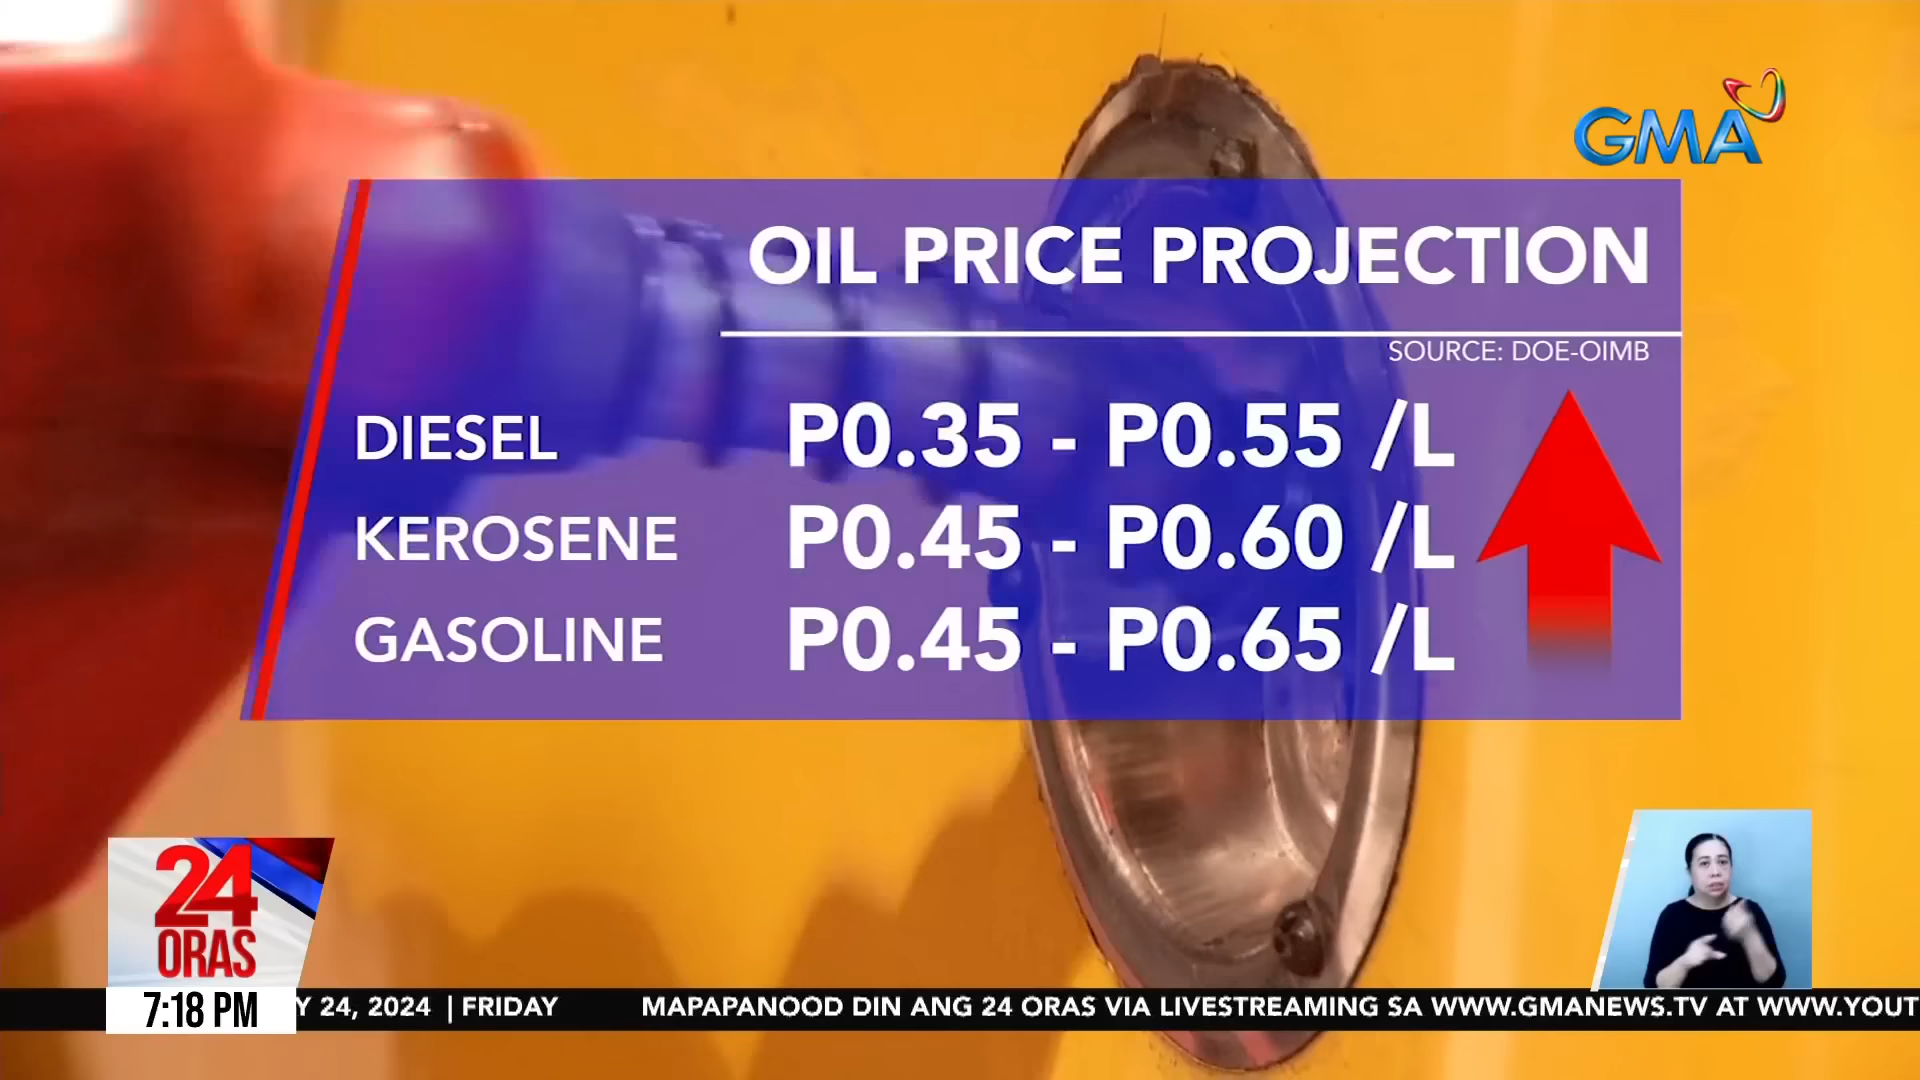 GMA
OIL PRICE PROJECTION
SOURCE: DOE-OIMB
DIESEL P0.35 - P0.55 /L
KEROSENE P0.45 - P0.60 /L
GASOLINE P0.45 - P0.65 /L
24
ORAS
7:18 PM
Y 24, 2024 | FRIDAY MAPAPANOOD DIN ANG 24 ORAS VIA LIVESTREAMING SA WWW.GMANEWS.TV AT WWW.YOUT